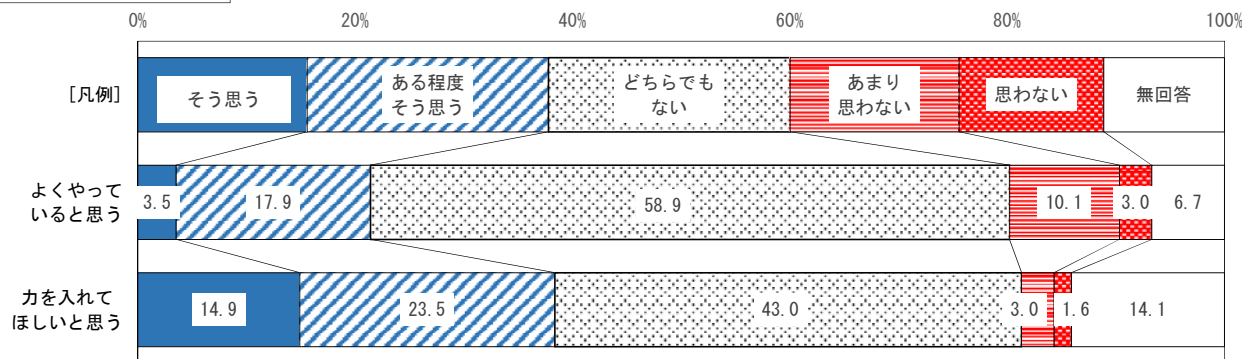 0% 20% 40% 60% 80% 100%
[凡例]
そう思う
ある程度
そう思う
どちらでも
ない
あまり
思わない
思わない
無回答
よくやって
いると思う
3.5 17.9 58.9 10.1 3.0 6.7
力を入れて
ほしいと思う
14.9 23.5 43.0 3.0 1.6 14.1